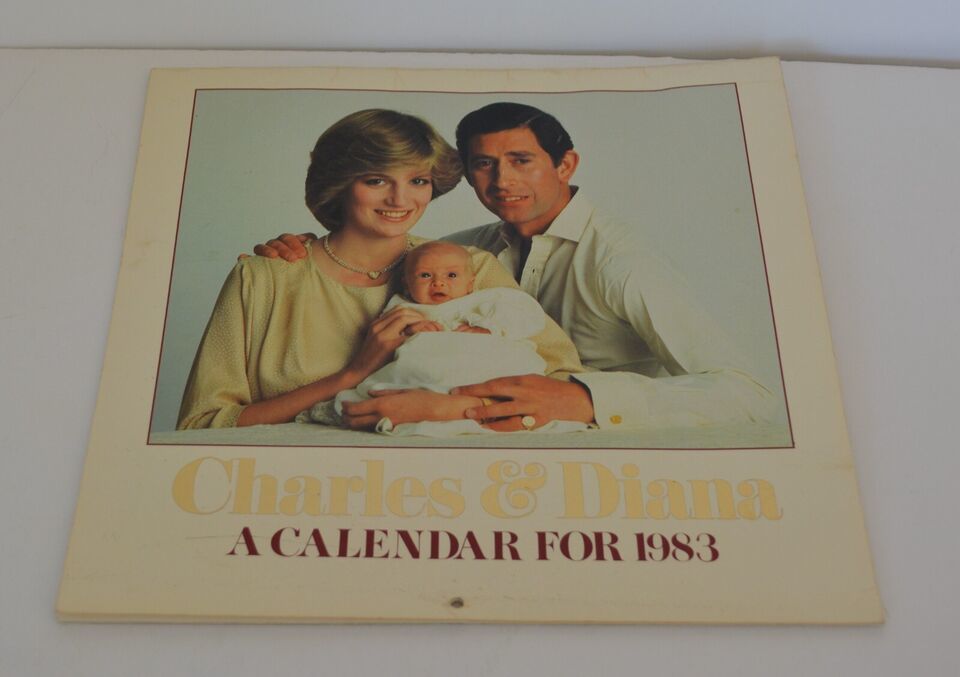 Charles & Diana
A CALENDAR FOR 1983